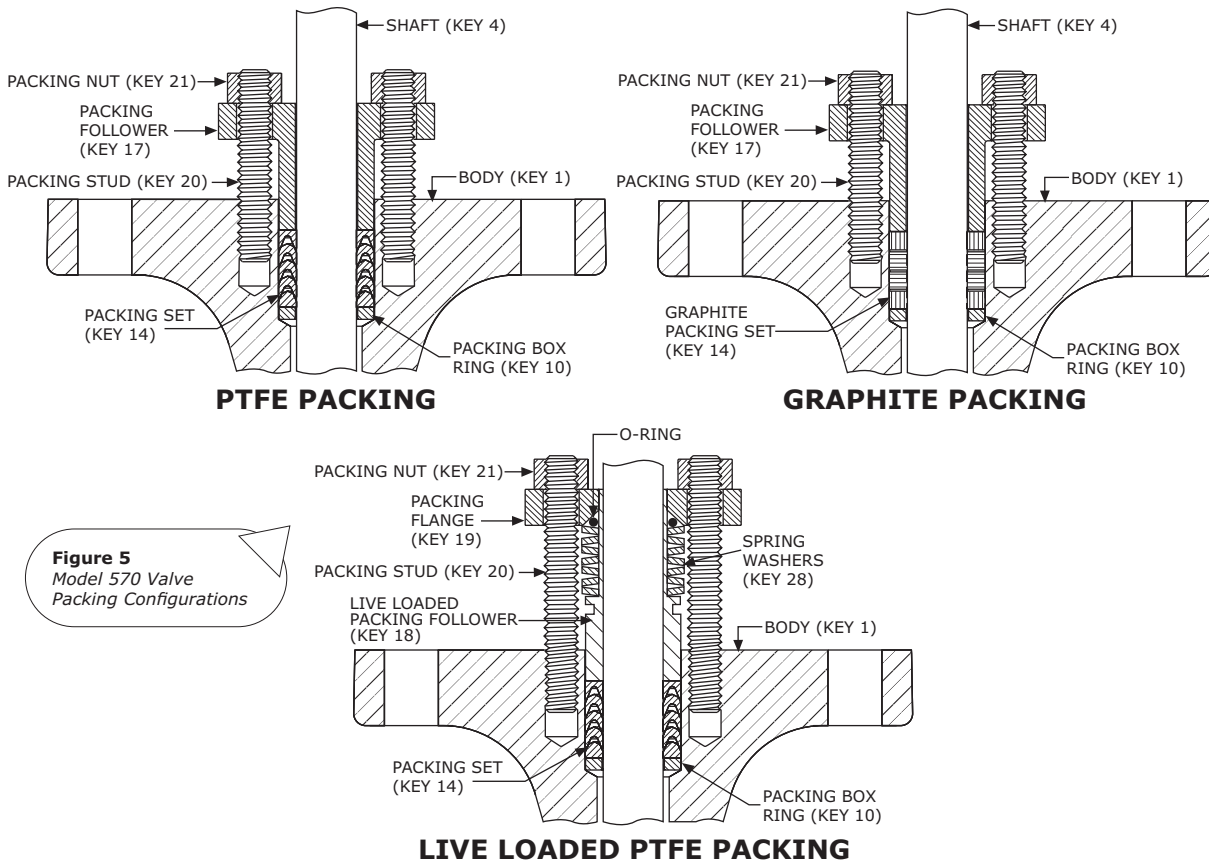 SHAFT (KEY 4)
PACKING NUT (KEY 21)
PACKING
FOLLOWER
(KEY 17)
PACKING STUD (KEY 20)
BODY (KEY 1)
PACKING SET
(KEY 14)
PACKING BOX
RING (KEY 10)
PTFE PACKING
SHAFT (KEY 4)
PACKING NUT (KEY 21)
PACKING
FOLLOWER
(KEY 17)
PACKING STUD (KEY 20)
BODY (KEY 1)
GRAPHITE
PACKING SET
(KEY 14)
PACKING BOX
RING (KEY 10)
GRAPHITE PACKING
Figure 5
Model 570 Valve
Packing Configurations
O-RING
PACKING NUT (KEY 21)
PACKING
FLANGE
(KEY 19)
SPRING
WASHERS
(KEY 28)
PACKING STUD (KEY 20)
LIVE LOADED
PACKING FOLLOWER
(KEY 18)
BODY (KEY 1)
PACKING SET
(KEY 14)
PACKING BOX
RING (KEY 10)
LIVE LOADED PTFE PACKING